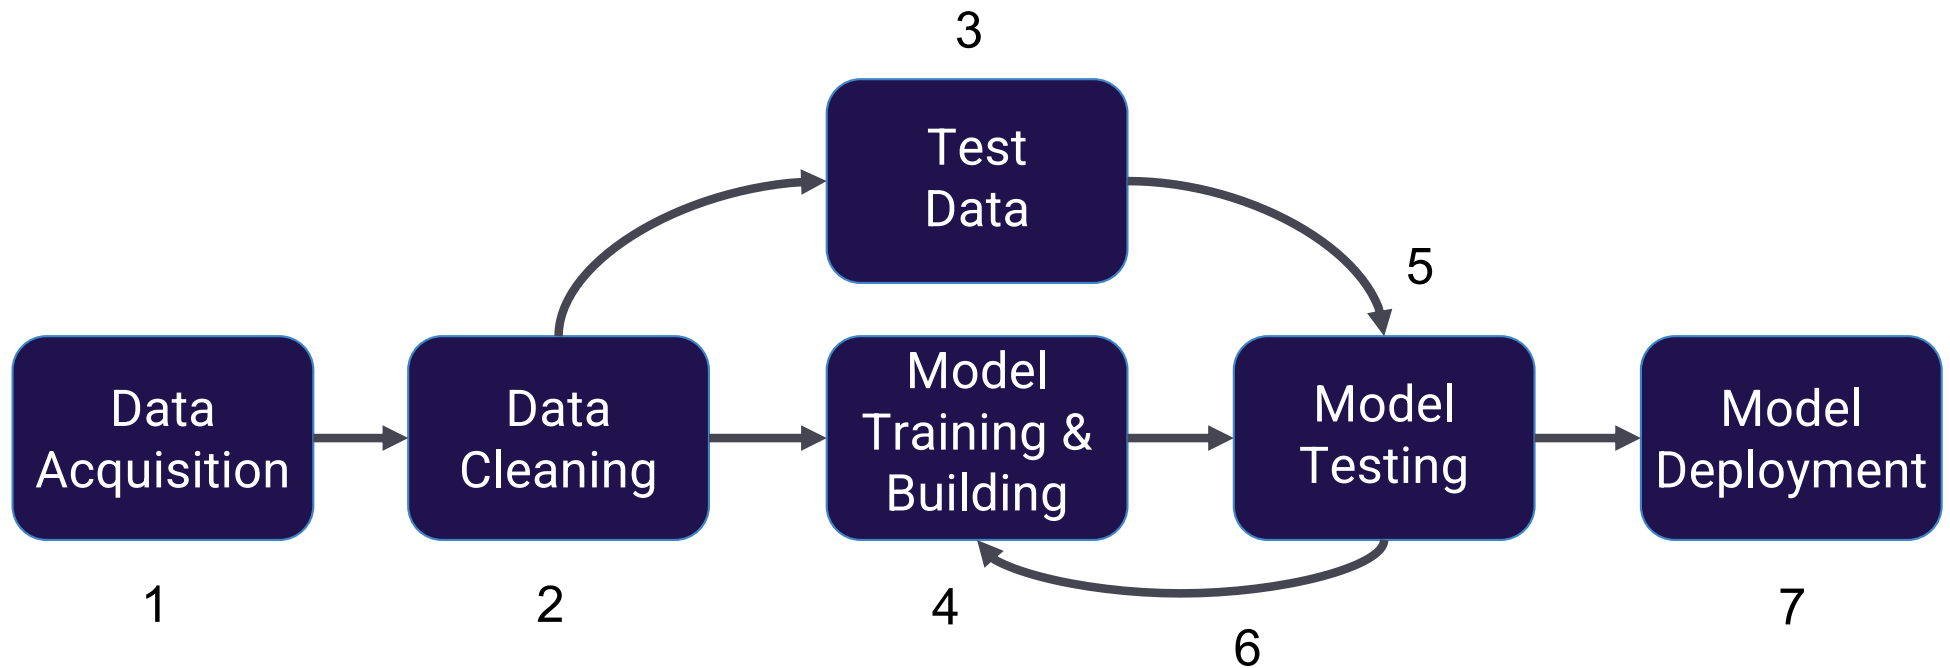 3
Test
Data
5
Data
Acquisition
Data
Cleaning
Model
Training &
Building
Model
Testing
Model
Deployment
1
2
4
6
7